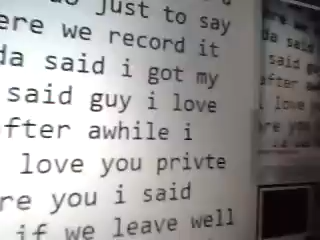 just to say
ere we record it
da said i got my
said guy i love
fter awhile i
love you privte
re you i said
if we leave well